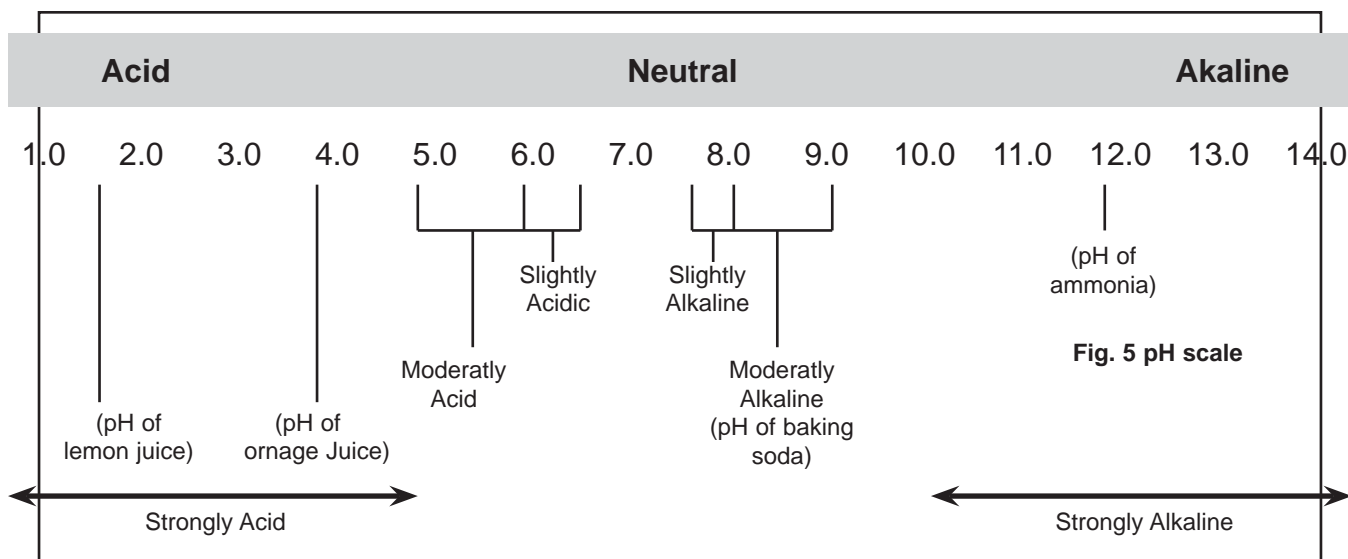 Acid Neutral Akaline
1.0 2.0 3.0 4.0 5.0 6.0 7.0 8.0 9.0 10.0 11.0 12.0 13.0 14.0
Slightly
Acidic
Slightly
Alkaline
(pH of
ammonia)
Fig. 5 pH scale
Moderatly
Acid
Moderatly
Alkaline
(pH of baking
soda)
(pH of
lemon juice)
(pH of
ornage Juice)
Strongly Acid
Strongly Alkaline